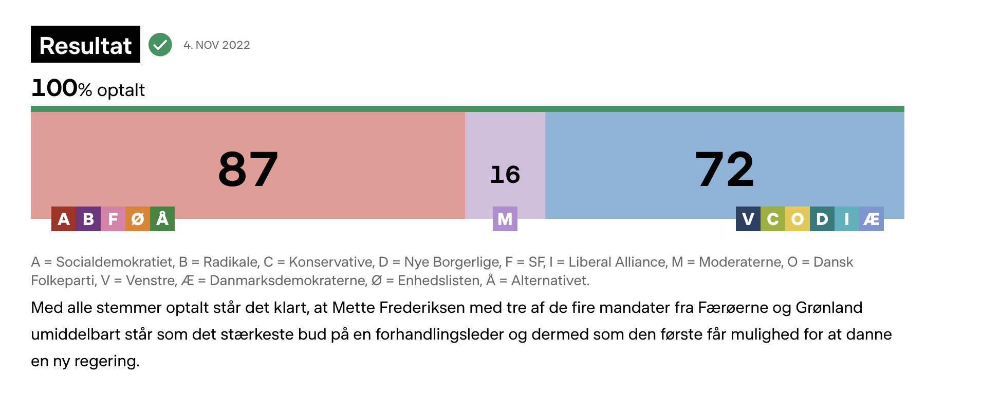 Resultat 4. NOV 2022
100% optalt
87 16 72
A B F Ø Å M V C O D I Æ
A = Socialdemokratiet, B = Radikale, C = Konservative, D = Nye Borgerlige, F = SF, I = Liberal Alliance, M = Moderaterne, O = Dansk
Folkeparti, V = Venstre, Æ = Danmarksdemokraterne, Ø = Enhedslisten, Å = Alternativet.
Med alle stemmer optalt står det klart, at Mette Frederiksen med tre af de fire mandater fra Færøerne og Grønland
umiddelbart står som det stærkeste bud på en forhandlingsleder og dermed som den første får mulighed for at danne
en ny regering.